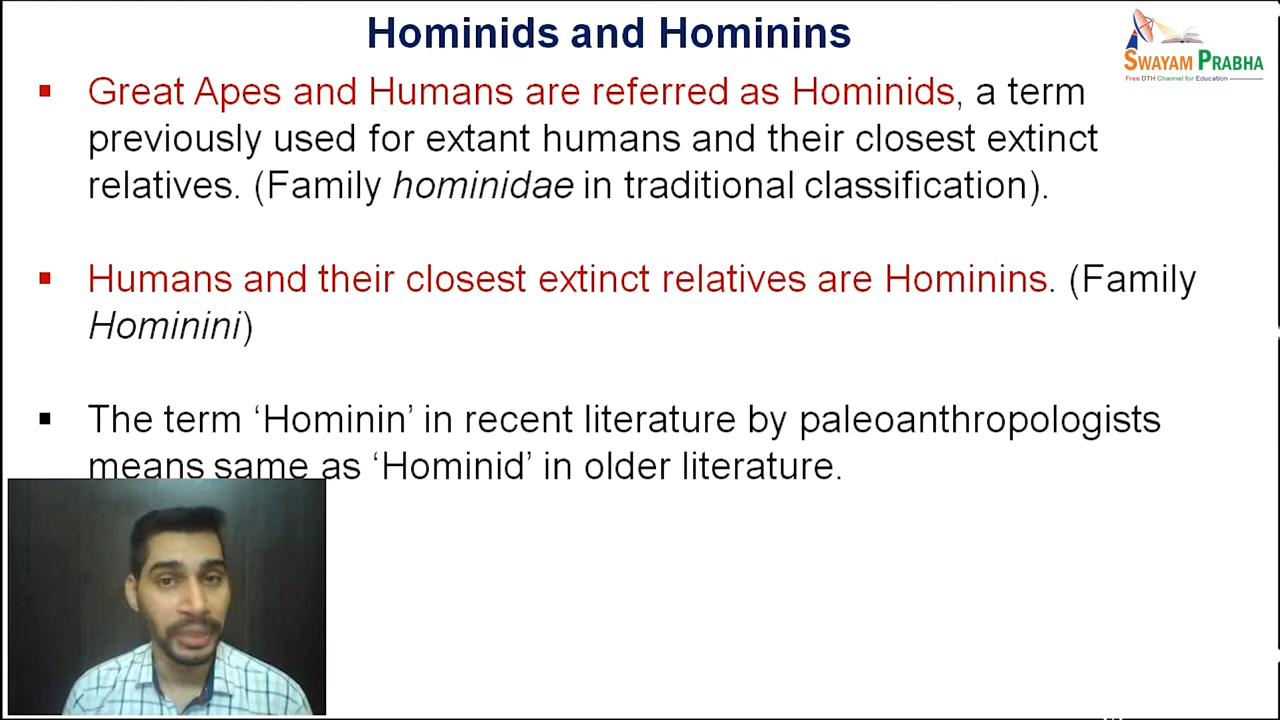 Hominids and Hominins
SWAYAM PRABHA
Free DTH Channel for Education
Great Apes and Humans are referred as Hominids, a term
previously used for extant humans and their closest extinct
relatives. (Family hominidae in traditional classification).
Humans and their closest extinct relatives are Hominins. (Family
Hominini)
The term ‘Hominin’ in recent literature by paleoanthropologists
means same as ‘Hominid’ in older literature.